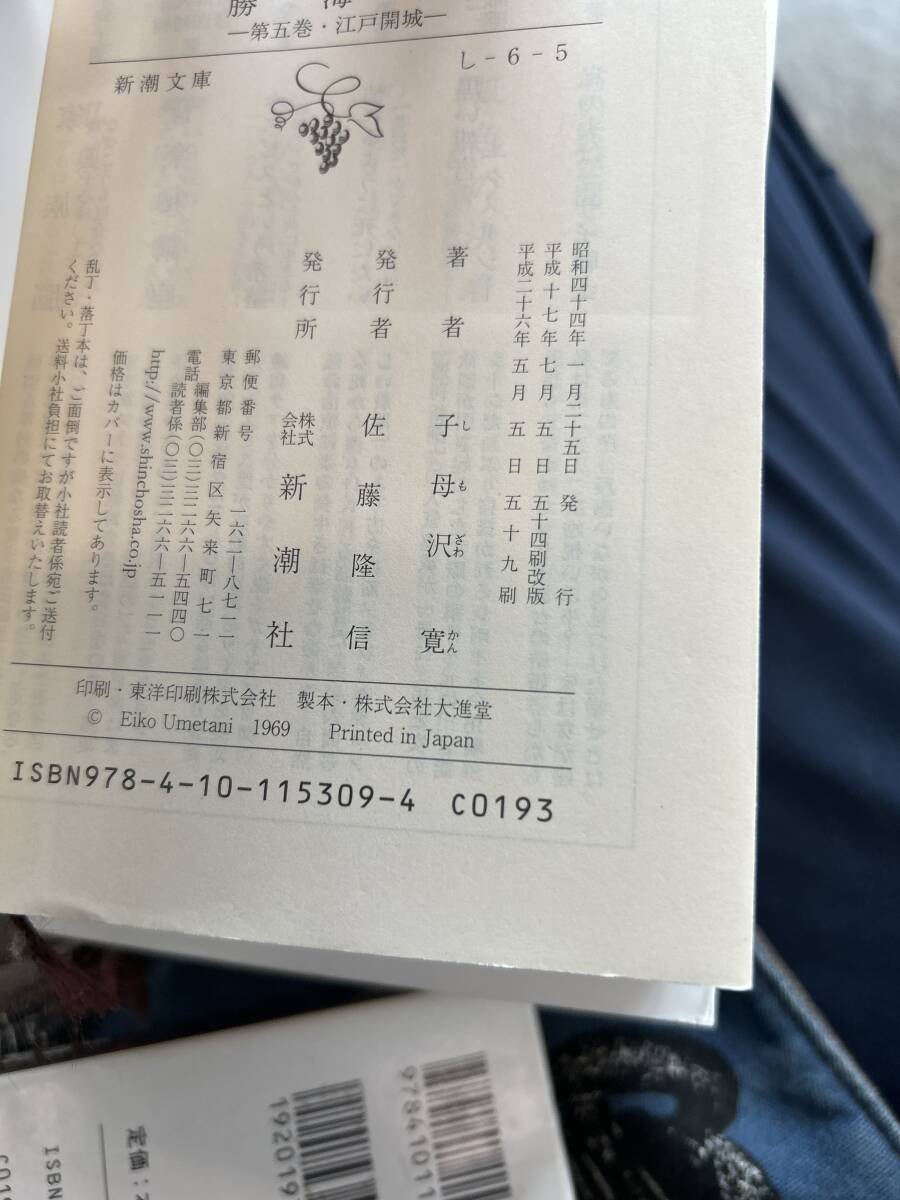 勝海
―第五巻・江戸開城―
新潮文庫
し-6-5
昭和四十四年一月二十五日発行
平成十七年七月五日五十四刷改版
平成二十六年五月五日五十九刷
著者 子母沢寛
しもざわかん
発行者 佐藤隆信
発行所 株式会社新潮社
郵便番号 一六二―八七一一
東京都新宿区矢来町七一
電話 編集部(〇三)三二六六―五四四〇
読者係(〇三)三二六六―五一一一
http://www.shinchosha.co.jp
価格はカバーに表示してあります。
乱丁・落丁本は、ご面倒ですが小社読者係宛ご送付
ください。送料小社負担にてお取替えいたします。
印刷・東洋印刷株式会社 製本・株式会社大進堂
© Eiko Umetani 1969 Printed in Japan
ISBN978-4-10-115309-4 C0193
定価:
ISBN
C019
192019
9784101